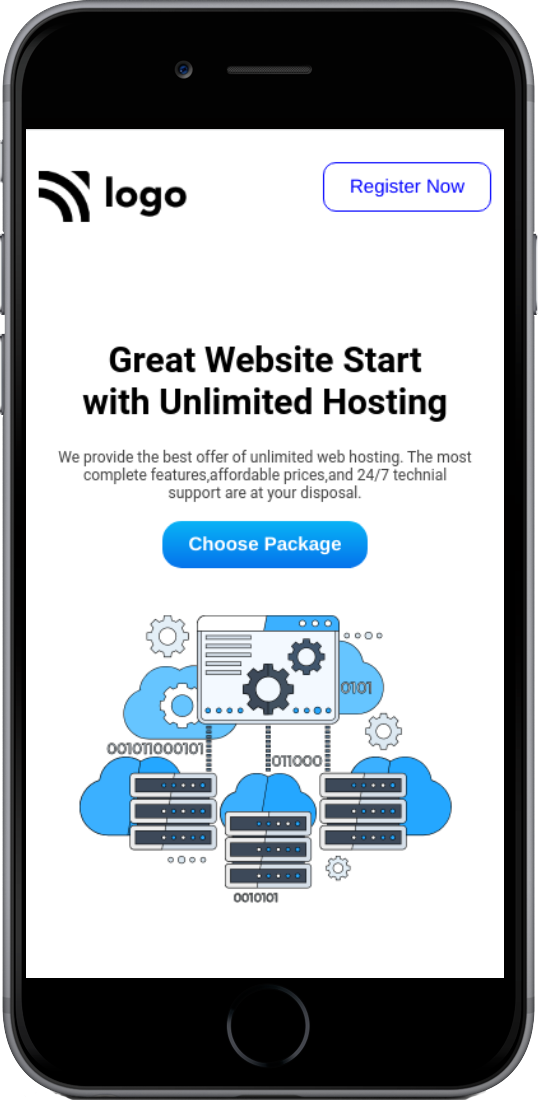 logo
Register Now
Great Website Start
with Unlimited Hosting
We provide the best offer of unlimited web hosting. The most
complete features,affordable prices,and 24/7 technial
support are at your disposal.
Choose Package
0101
001011000101
011000
0010101